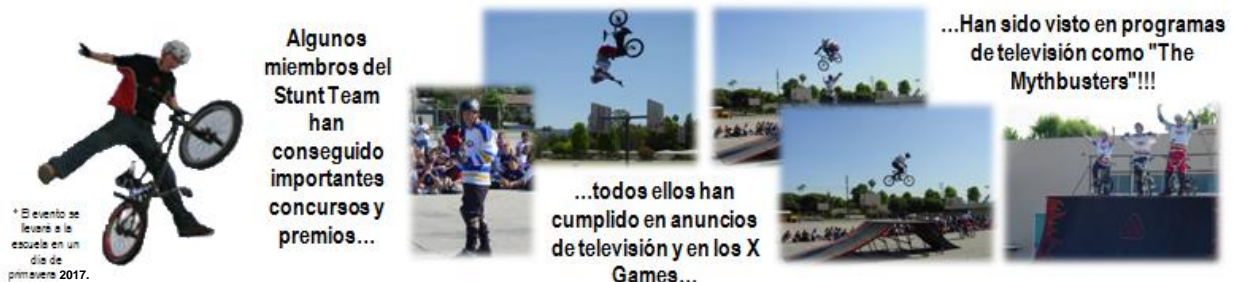 * El evento se
llevará a la
escuela en un
día de
primavera 2017.
Algunos
miembros del
Stunt Team
han
conseguido
importantes
concursos y
premios...
...todos ellos han
cumplido en anuncios
de televisión y en los X
Games...
...Han sido visto en programas
de televisión como "The
Mythbusters"!!!